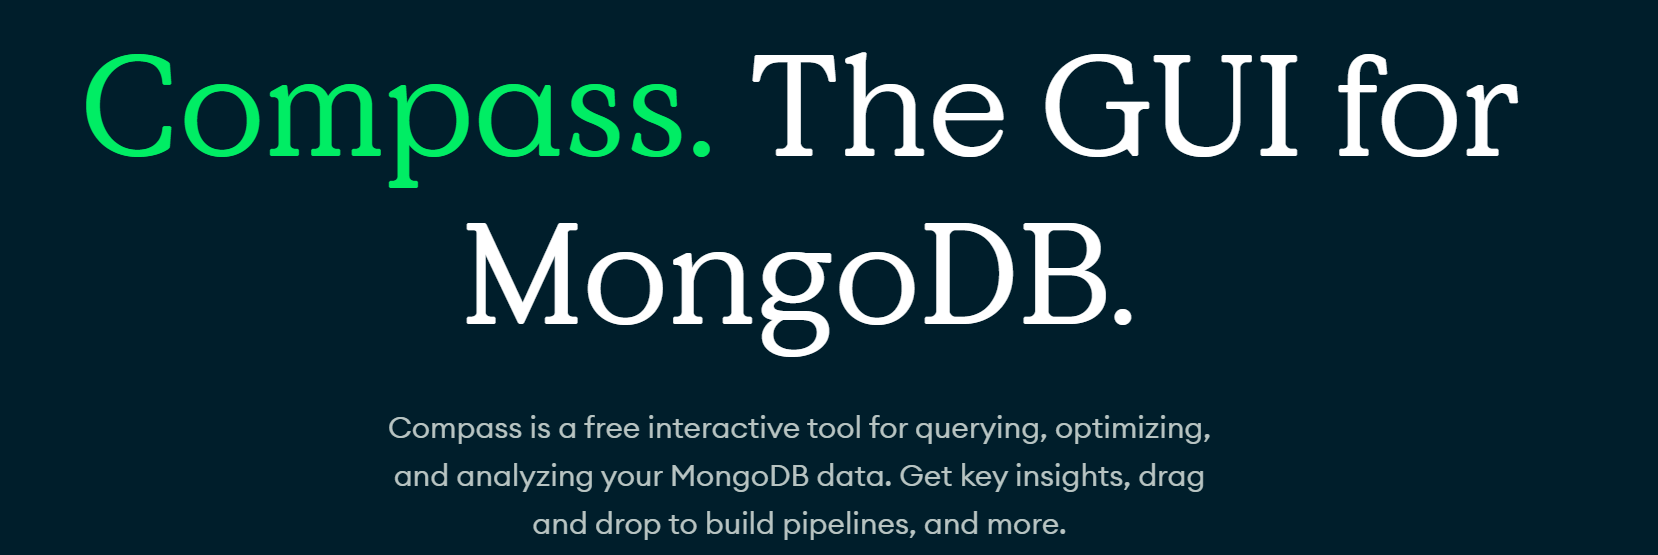 Compass. The GUI for
MongoDB.
Compass is a free interactive tool for querying, optimizing,
and analyzing your MongoDB data. Get key insights, drag
and drop to build pipelines, and more.